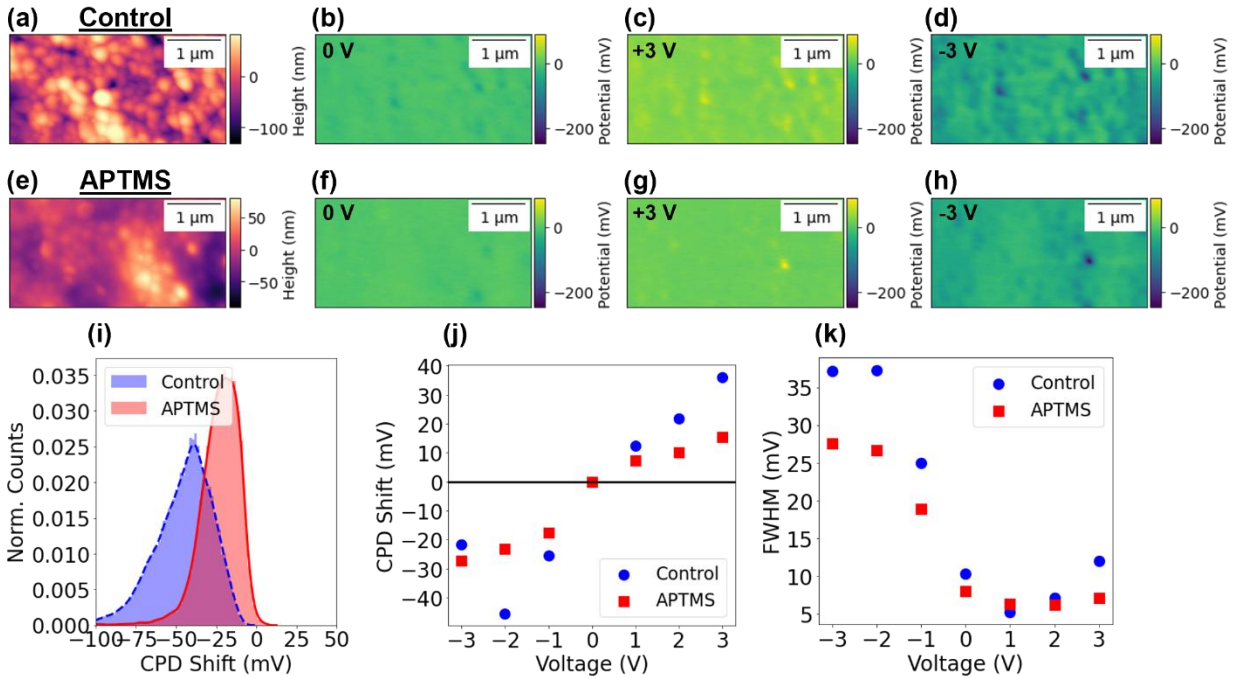 (a) Control
1 μm
0
−100
Height (nm)
(b)
0 V
1 μm
0
−200
Potential (mV)
(c)
+3 V
1 μm
0
−200
Potential (mV)
(d)
-3 V
1 μm
0
−200
Potential (mV)
(e) APTMS
1 μm
50
0
−50
Height (nm)
(f)
0 V
1 μm
0
−200
Potential (mV)
(g)
+3 V
1 μm
0
−200
Potential (mV)
(h)
-3 V
1 μm
0
−200
Potential (mV)
(i)
Norm. Counts
0.035
0.030
0.025
0.020
0.015
0.010
0.005
0.000
Control
APTMS
−100 −75 −50 −25 0 25 50
CPD Shift (mV)
(j)
CPD Shift (mV)
40
30
20
10
0
−10
−20
−30
−40
Control
APTMS
−3 −2 −1 0 1 2 3
Voltage (V)
(k)
FWHM (mV)
35
30
25
20
15
10
5
Control
APTMS
−3 −2 −1 0 1 2 3
Voltage (V)